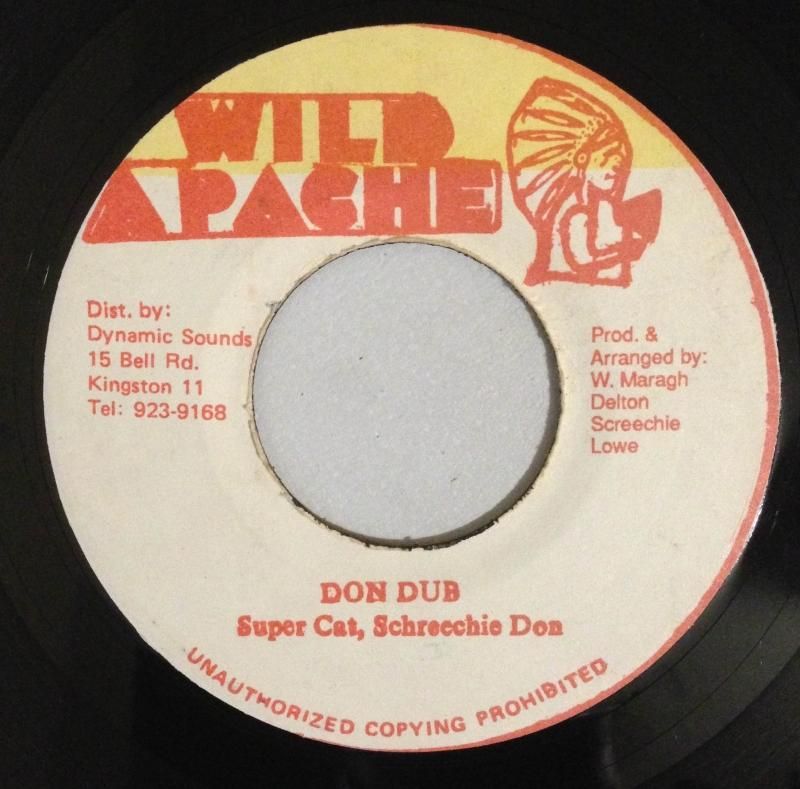 WILD
APACHE
Dist. by:
Dynamic Sounds
15 Bell Rd.
Kingston 11
Tel: 923-9168
Prod. &
Arranged by:
W. Maragh
Delton
Screechie
Lowe
DON DUB
Super Cat, Schreechie Don
UNAUTHORIZED COPYING PROHIBITED